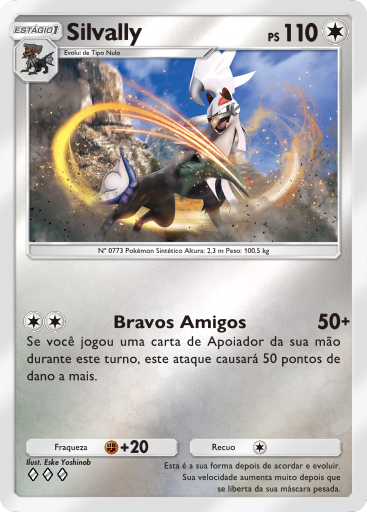 ESTÁGIO 1
Silvally
PS 110
Evolui de Tipo Nulo
Nº 0773 Pokémon Sintético Altura: 2,3 m Peso: 100,5 kg
Bravos Amigos 50+
Se você jogou uma carta de Apoiador da sua mão
durante este turno, este ataque causará 50 pontos de
dano a mais.
Fraqueza +20 Recuo
Ilust. Eske Yoshinob
Esta é a sua forma depois de acordar e evoluir.
Sua velocidade aumenta muito depois que
se liberta da sua máscara pesada.